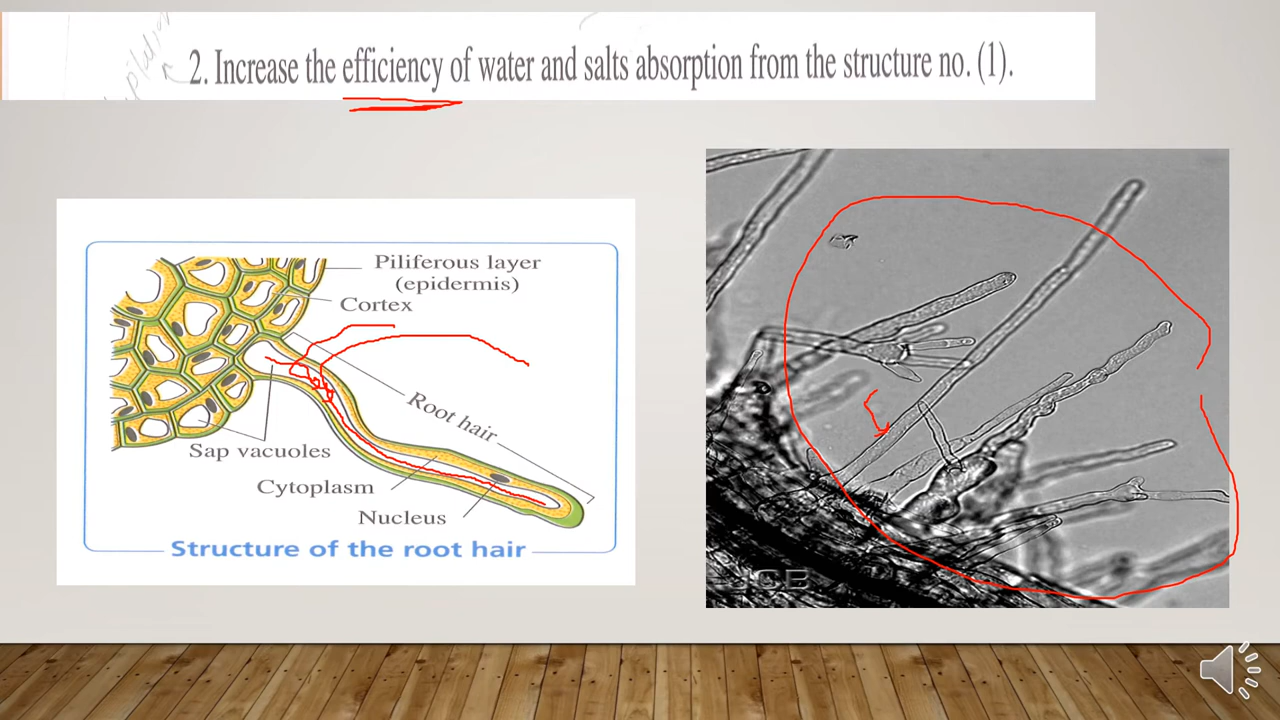 2. Increase the efficiency of water and salts absorption from the structure no. (1).
Piliferous layer
(epidermis)
Cortex
Root hair
Sap vacuoles
Cytoplasm
Nucleus
Structure of the root hair